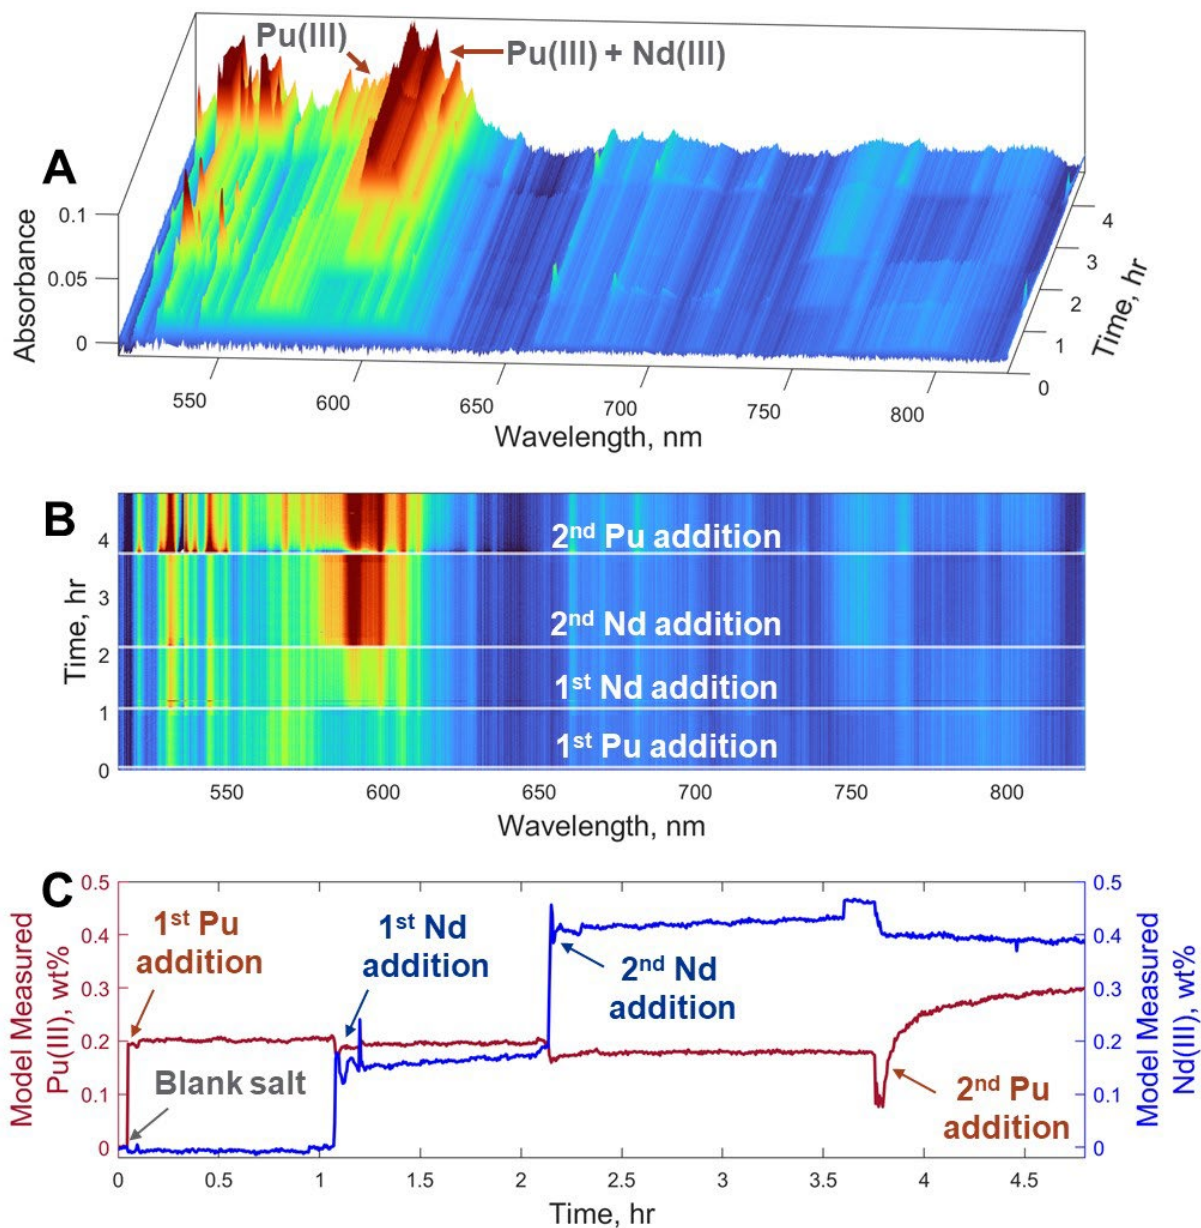 Pu(III)
Pu(III) + Nd(III)
A
Absorbance
0.1
0.05
0
550
600
650
700
750
800
Wavelength, nm
0
1
2
3
4
Time, hr
B
Time, hr
4
3
2
1
0
2nd Pu addition
2nd Nd addition
1st Nd addition
1st Pu addition
550
600
650
700
750
800
Wavelength, nm
C
Model Measured
Pu(III), wt%
0.5
0.4
0.3
0.2
0.1
0
1st Pu
addition
Blank salt
1st Nd
addition
2nd Nd
addition
2nd Pu
addition
0.5
0.4
0.3
0.2
0.1
0
Model Measured
Nd(III), wt%
0
0.5
1
1.5
2
2.5
3
3.5
4
4.5
Time, hr